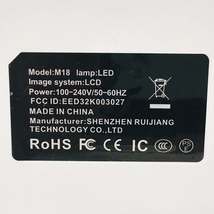 Model:M18 lamp:LED
Image system:LCD
Power:100-240V/50-60HZ
FCC ID:EED32K003027
MADE IN CHINA
Manufacturer:SHENZHEN RUIJIANG
TECHNOLOGY CO.,LTD
RoHS FC CE CCC